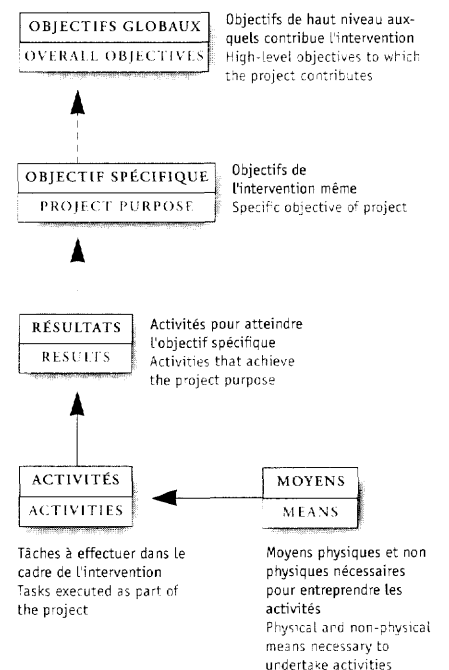 OBJECTIFS GLOBAUX
OVERALL OBJECTIVES
Objectifs de haut niveau aux-
quels contribue l'intervention
High-level objectives to which
the project contributes
OBJECTIF SPÉCIFIQUE
PROJECT PURPOSE
Objectifs de
l'intervention même
Specific objective of project
RÉSULTATS
RESULTS
Activités pour atteindre
l'objectif spécifique
Activities that achieve
the project purpose
ACTIVITÉS
ACTIVITIES
Tâches à effectuer dans le
cadre de l'intervention
Tasks executed as part of
the project
MOYENS
MEANS
Moyens physiques et non
physiques nécessaires
pour entreprendre les
activités
Physical and non-physical
means necessary to
undertake activities